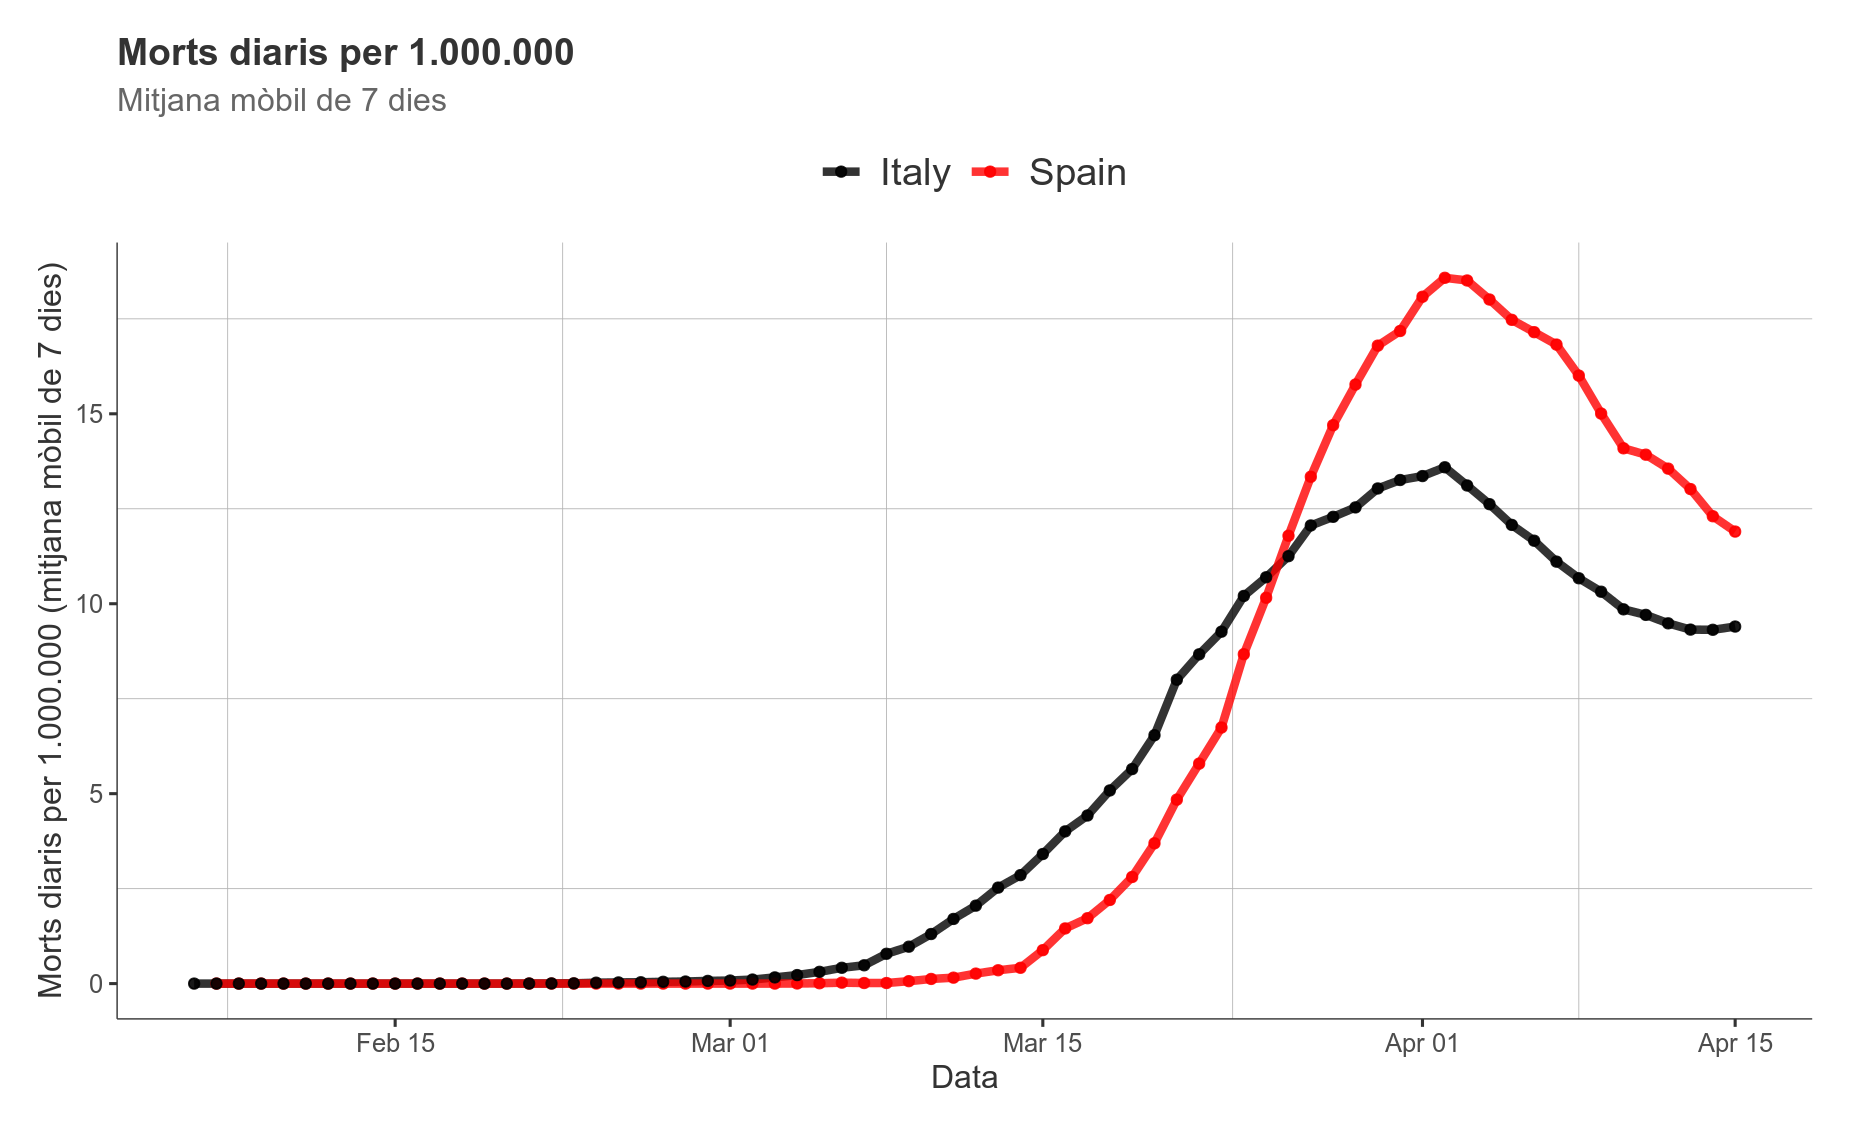 Morts diaris per 1.000.000
Mitjana mòbil de 7 dies
Italy Spain
Morts diaris per 1.000.000 (mitjana mòbil de 7 dies)
15
10
5
0
Feb 15 Mar 01 Mar 15 Apr 01 Apr 15
Data